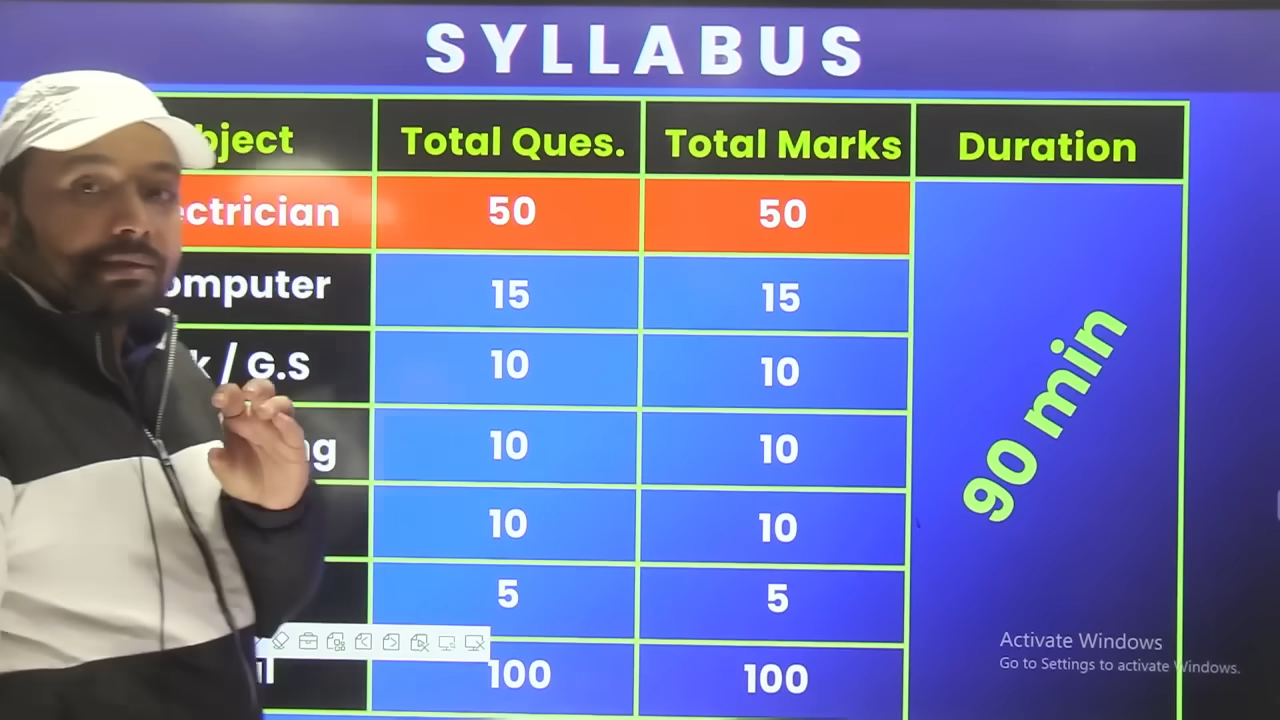 SYLLABUS
bject Total Ques. Total Marks Duration
ectrician 50 50
omputer 15 15
k / G.S 10 10
ng 10 10
10 10
5 5
100 100
90 min
Activate Windows
Go to Settings to activate Windows.